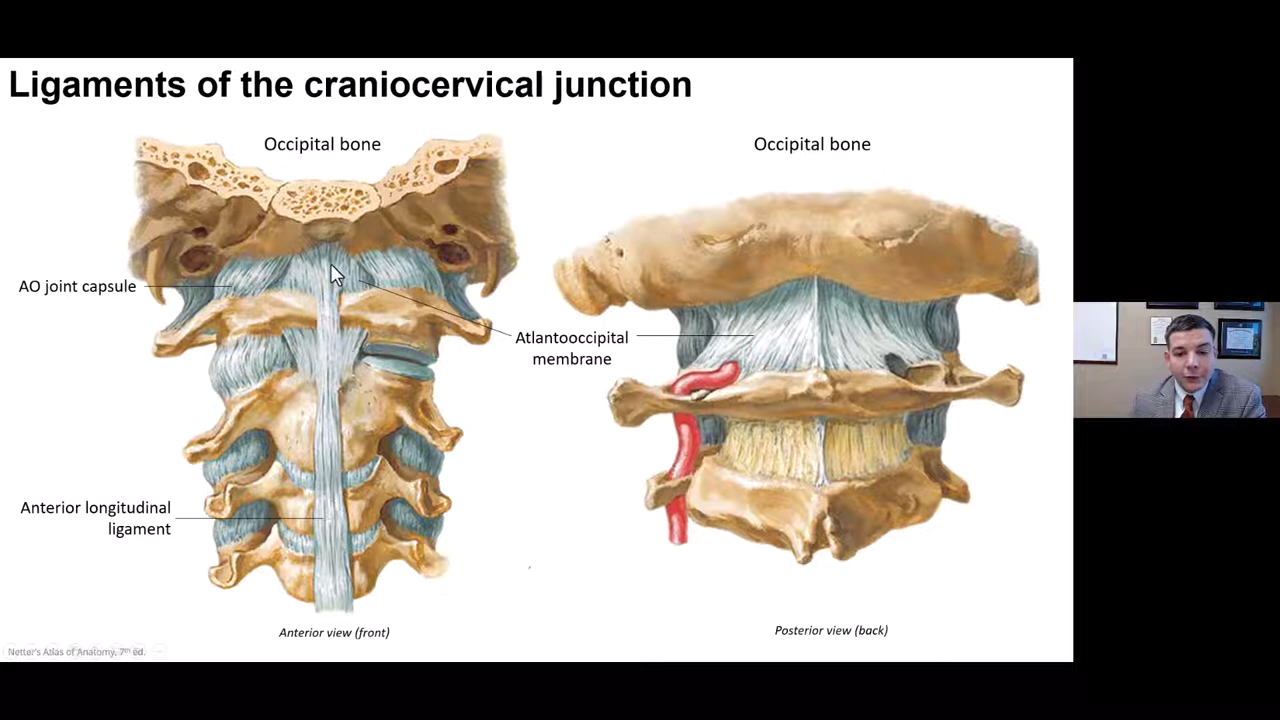 Ligaments of the craniocervical junction
Occipital bone
Occipital bone
AO joint capsule
Atlantooccipital
membrane
Anterior longitudinal
ligament
Anterior view (front)
Posterior view (back)
Netter's Atlas of Anatomy, 7th ed.